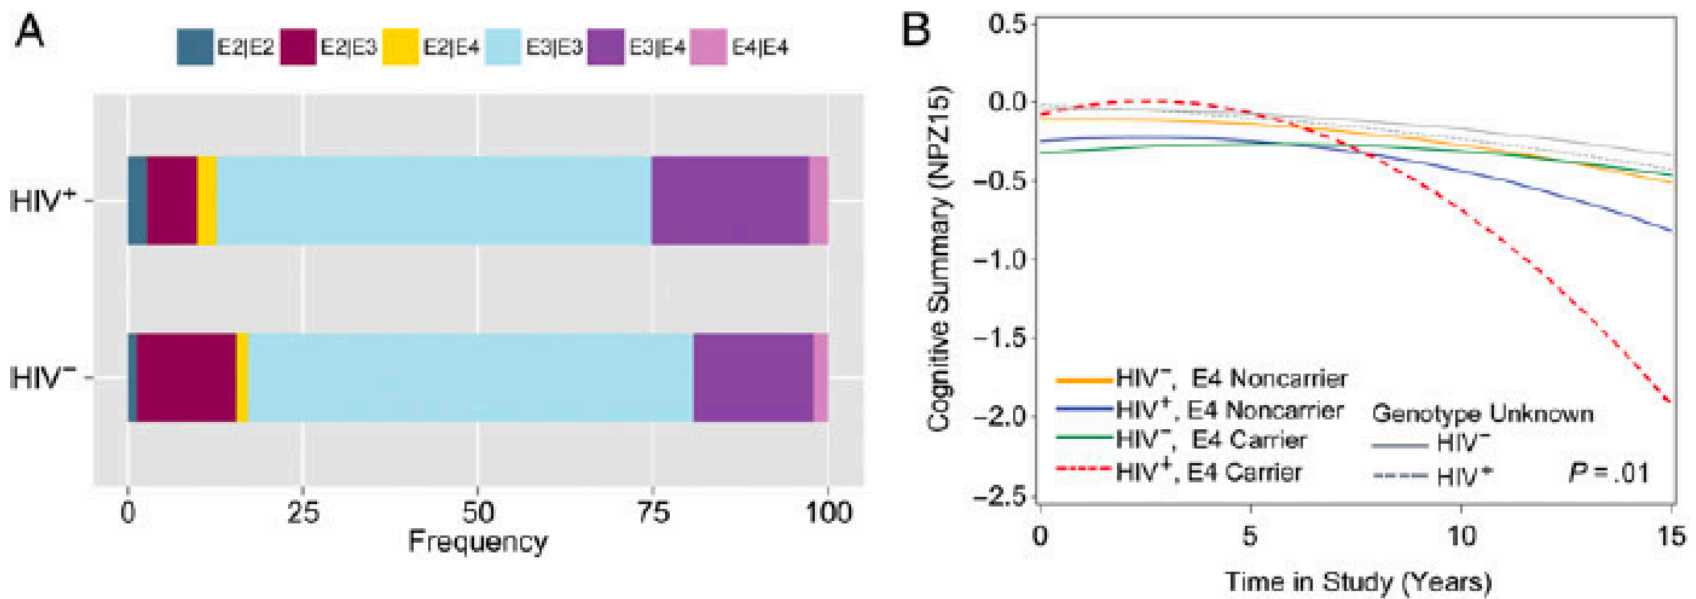 A
E2|E2 E2|E3 E2|E4 E3|E3 E3|E4 E4|E4
HIV⁺
HIV⁻
0 25 50 75 100
Frequency
B
Cognitive Summary (NPZ15)
0.5
0.0
−0.5
−1.0
−1.5
−2.0
−2.5
HIV⁻, E4 Noncarrier
HIV⁺, E4 Noncarrier
HIV⁻, E4 Carrier
HIV⁺, E4 Carrier
Genotype Unknown
HIV⁻
HIV⁺
P = .01
0 5 10 15
Time in Study (Years)